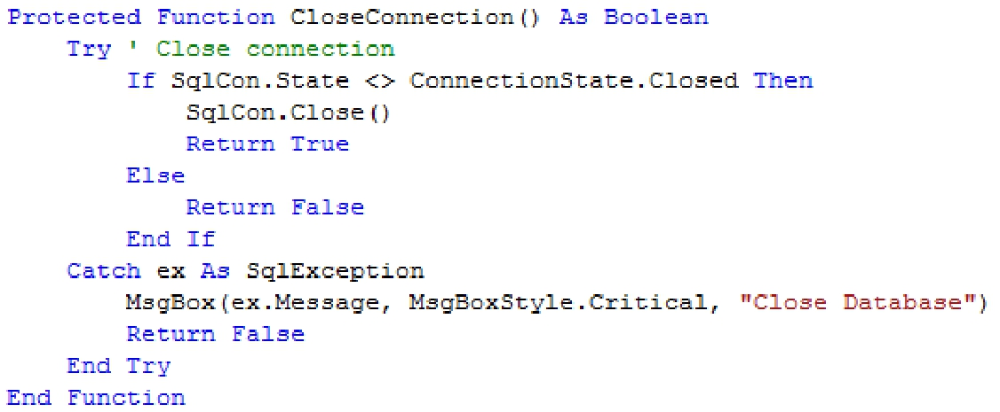 Protected Function CloseConnection() As Boolean
    Try ' Close connection
        If SqlCon.State <> ConnectionState.Closed Then
            SqlCon.Close()
            Return True
        Else
            Return False
        End If
    Catch ex As SqlException
        MsgBox(ex.Message, MsgBoxStyle.Critical, "Close Database")
        Return False
    End Try
End Function